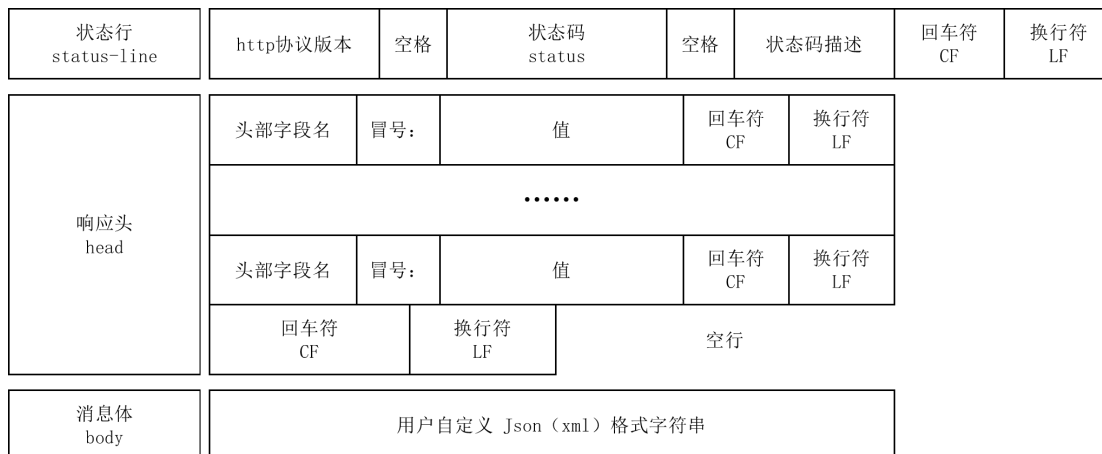 状态行
status-line
http协议版本
空格
状态码
status
空格
状态码描述
回车符
CF
换行符
LF
响应头
head
头部字段名
冒号:
值
回车符
CF
换行符
LF
••••••
头部字段名
冒号:
值
回车符
CF
换行符
LF
回车符
CF
换行符
LF
空行
消息体
body
用户自定义 Json（xml）格式字符串